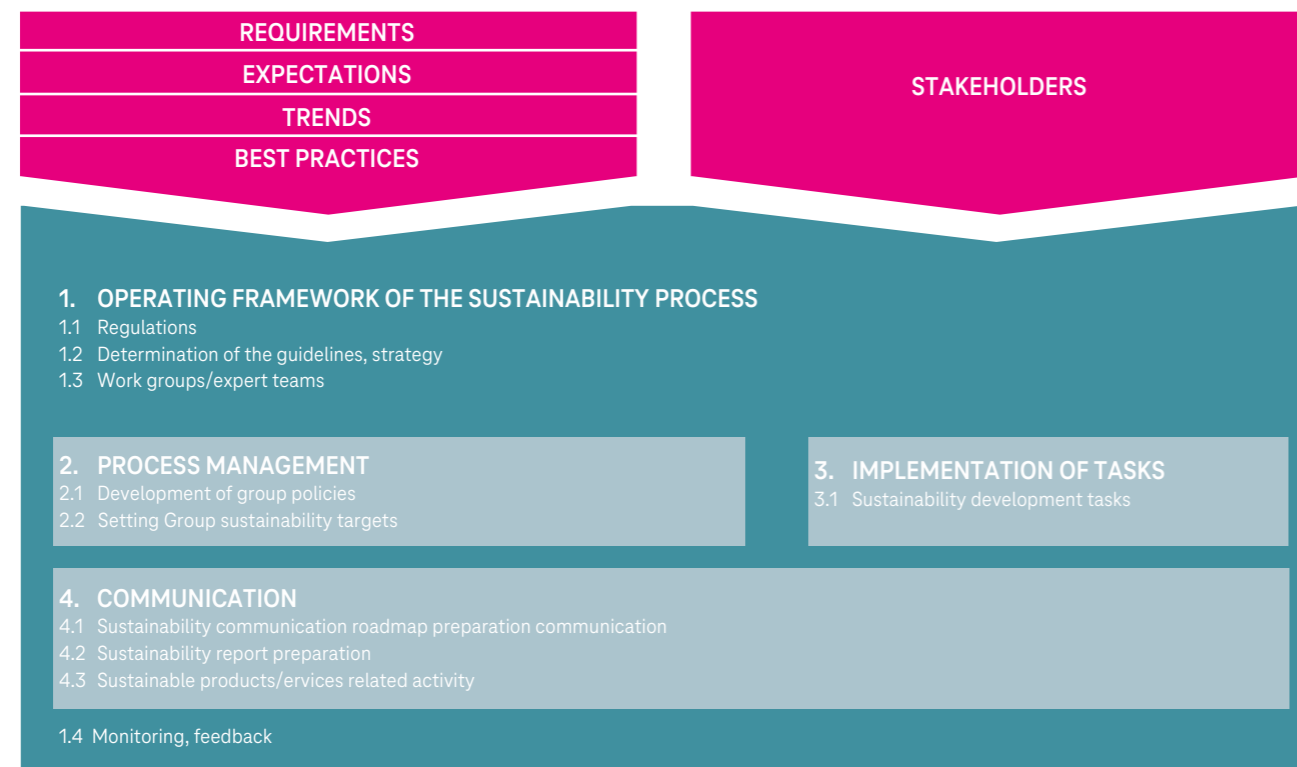 REQUIREMENTS
EXPECTATIONS
TRENDS
BEST PRACTICES
STAKEHOLDERS
1. OPERATING FRAMEWORK OF THE SUSTAINABILITY PROCESS
1.1 Regulations
1.2 Determination of the guidelines, strategy
1.3 Work groups/expert teams
2. PROCESS MANAGEMENT
2.1 Development of group policies
2.2 Setting Group sustainability targets
3. IMPLEMENTATION OF TASKS
3.1 Sustainability development tasks
4. COMMUNICATION
4.1 Sustainability communication roadmap preparation communication
4.2 Sustainability report preparation
4.3 Sustainable products/ervices related activity
1.4 Monitoring, feedback